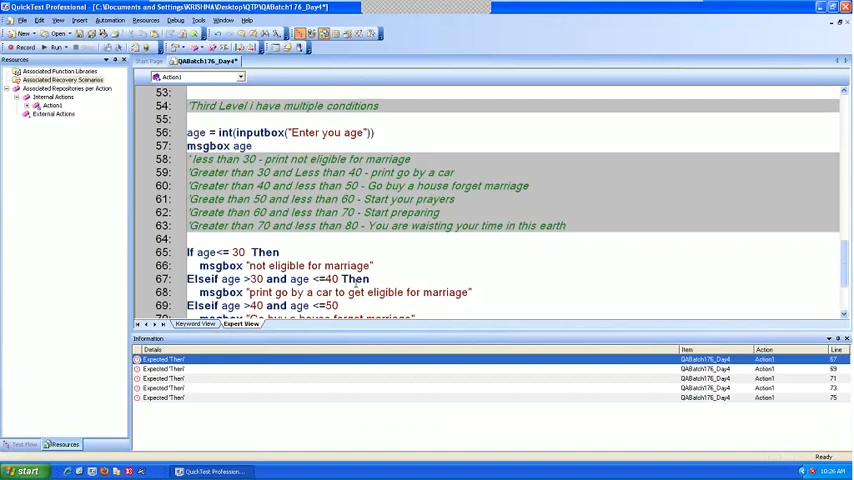 QuickTest Professional - [C:\Documents and Settings\KRISHNA\Desktop\QTP\QABatch176_Day4*]
File Edit View Insert Automation Resources Debug Tools Window Help
New Open
Record Run
Resources
Associated Function Libraries
Associated Recovery Scenarios
Associated Repositories per Action
Internal Actions
Action1
External Actions
Start Page QABatch176_Day4*
Action1
53:
54: 'Third Level i have multiple conditions
55:
56: age = int(inputbox("Enter you age"))
57: msgbox age
58: ' less than 30 - print not eligible for marriage
59: 'Greater than 30 and Less than 40 - print go by a car
60: 'Greater than 40 and less than 50 - Go buy a house forget marriage
61: 'Greate than 50 and less than 60 - Start your prayers
62: 'Greate than 60 and less than 70 - Start preparing
63: 'Greater than 70 and less than 80 - You are waisting your time in this earth
64:
65: If age<= 30 Then
66: msgbox "not eligible for marriage"
67: Elseif age >30 and age <=40 Then
68: msgbox "print go by a car to get eligible for marriage"
69: Elseif age >40 and age <=50
msgbox "Go buy a house forget marriage"
Keyword View Expert View
Information
Details Item Action Line
Expected 'Then' QABatch176_Day4 Action1 67
Expected 'Then' QABatch176_Day4 Action1 69
Expected 'Then' QABatch176_Day4 Action1 71
Expected 'Then' QABatch176_Day4 Action1 73
Expected 'Then' QABatch176_Day4 Action1 75
Test Flow Resources
Ready
start QuickTest Profession... 10:26 AM